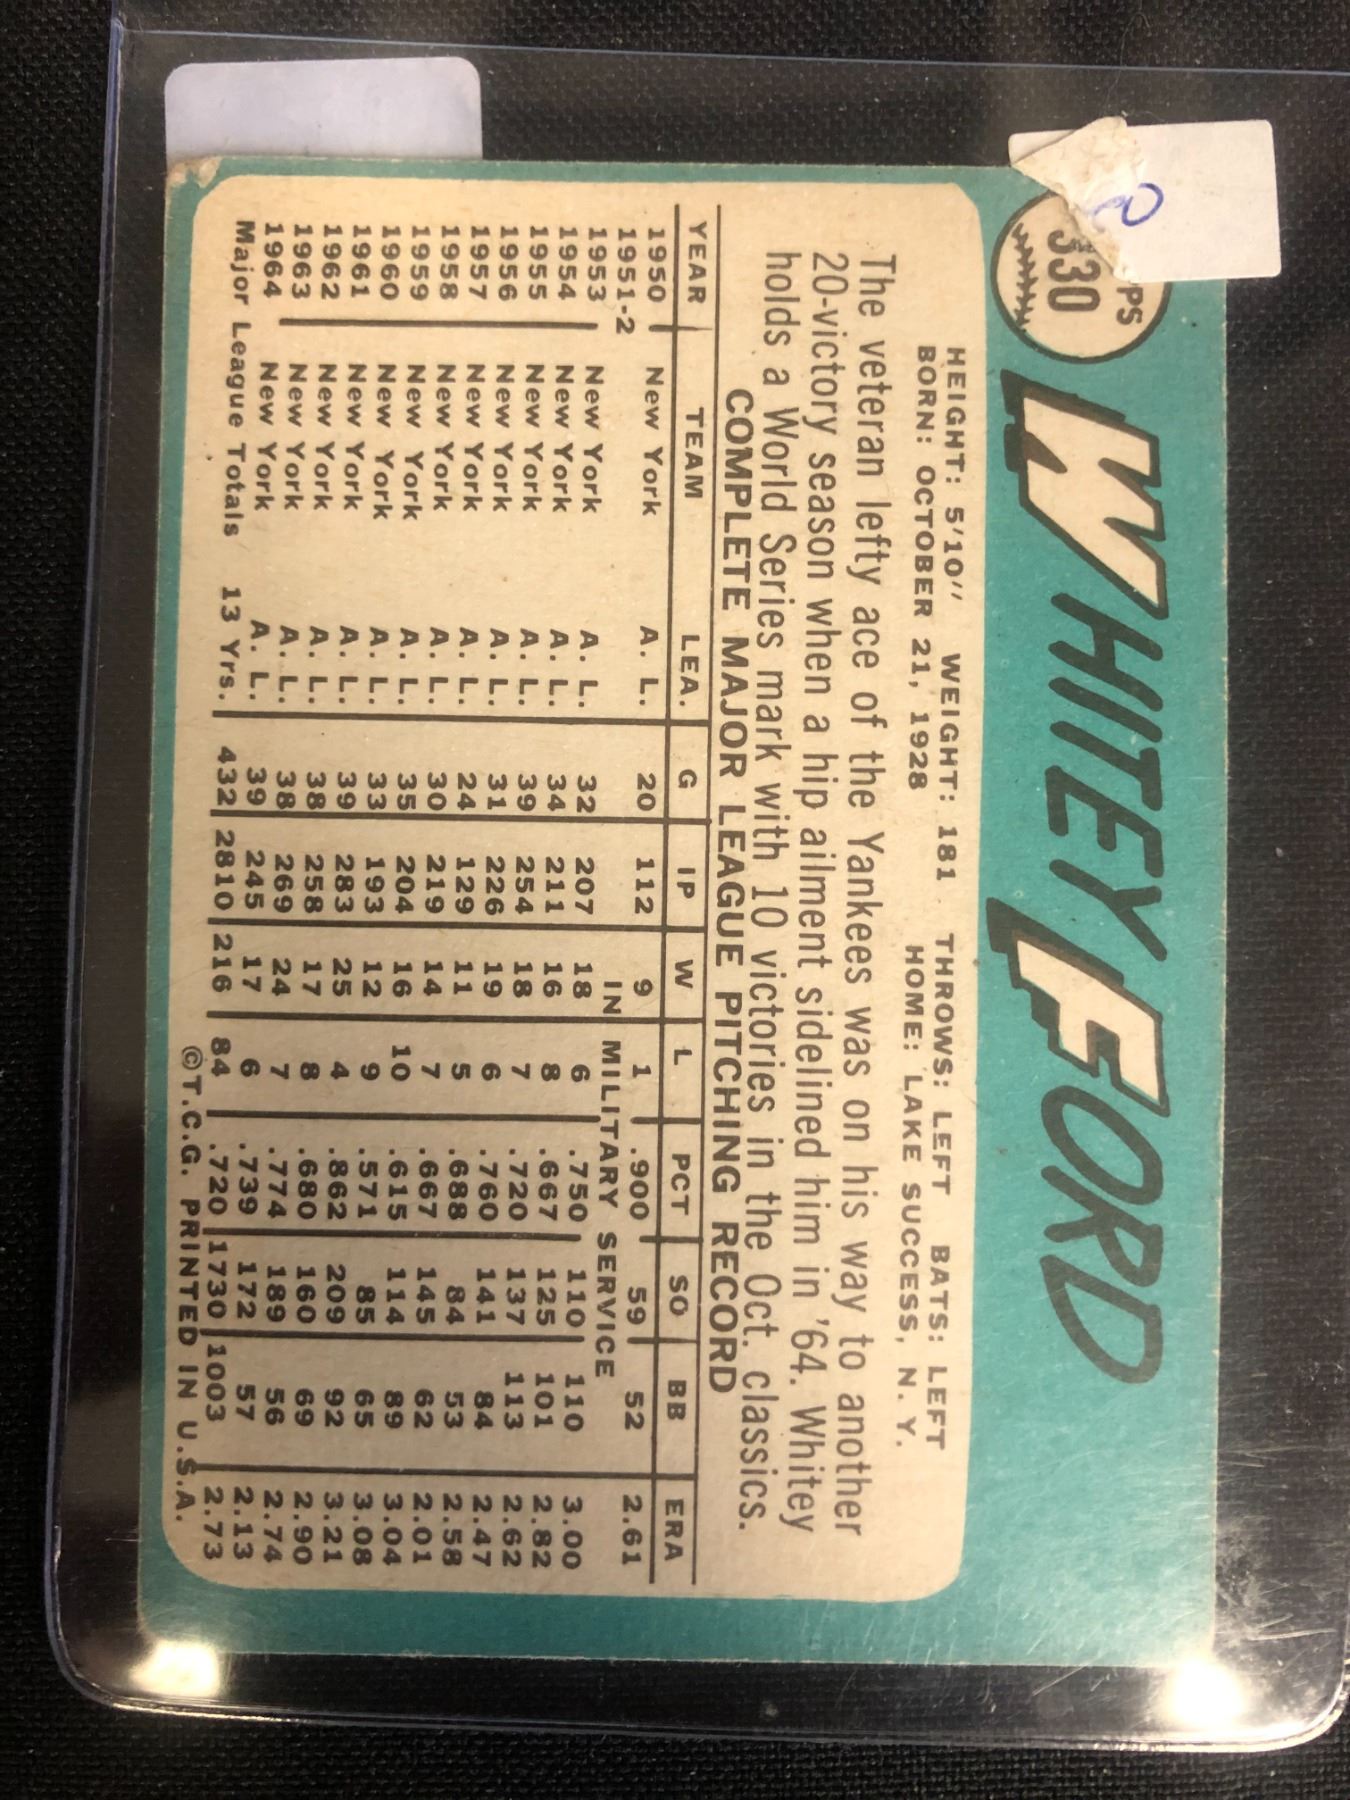 PS
330
WHITEY FORD
HEIGHT: 5'10" WEIGHT: 181 THROWS: LEFT BATS: LEFT
BORN: OCTOBER 21, 1928 HOME: LAKE SUCCESS, N. Y.
The veteran lefty ace of the Yankees was on his way to another
20-victory season when a hip ailment sidelined him in '64. Whitey
holds a World Series mark with 10 victories in the Oct. classics.
COMPLETE MAJOR LEAGUE PITCHING RECORD
YEAR TEAM LEA. G IP W L PCT SO BB ERA
1950 New York A. L. 20 112 9 1 .900 59 52 2.61
1951-2 IN MILITARY SERVICE
1953 New York A. L. 32 207 18 6 .750 110 110 3.00
1954 New York A. L. 34 211 16 8 .667 125 101 2.82
1955 New York A. L. 39 254 18 7 .720 137 113 2.62
1956 New York A. L. 31 226 19 6 .760 141 84 2.47
1957 New York A. L. 24 129 11 5 .688 84 53 2.58
1958 New York A. L. 30 219 14 7 .667 145 62 2.01
1959 New York A. L. 35 204 16 10 .615 114 89 3.04
1960 New York A. L. 33 193 12 9 .571 85 65 3.08
1961 New York A. L. 39 283 25 4 .862 209 92 3.21
1962 New York A. L. 38 258 17 8 .680 160 69 2.90
1963 New York A. L. 38 269 24 7 .774 189 56 2.74
1964 New York A. L. 39 245 17 6 .739 172 57 2.13
Major League Totals 13 Yrs. 432 2810 216 84 .720 1730 1003 2.73
©T.C.G. PRINTED IN U.S.A.